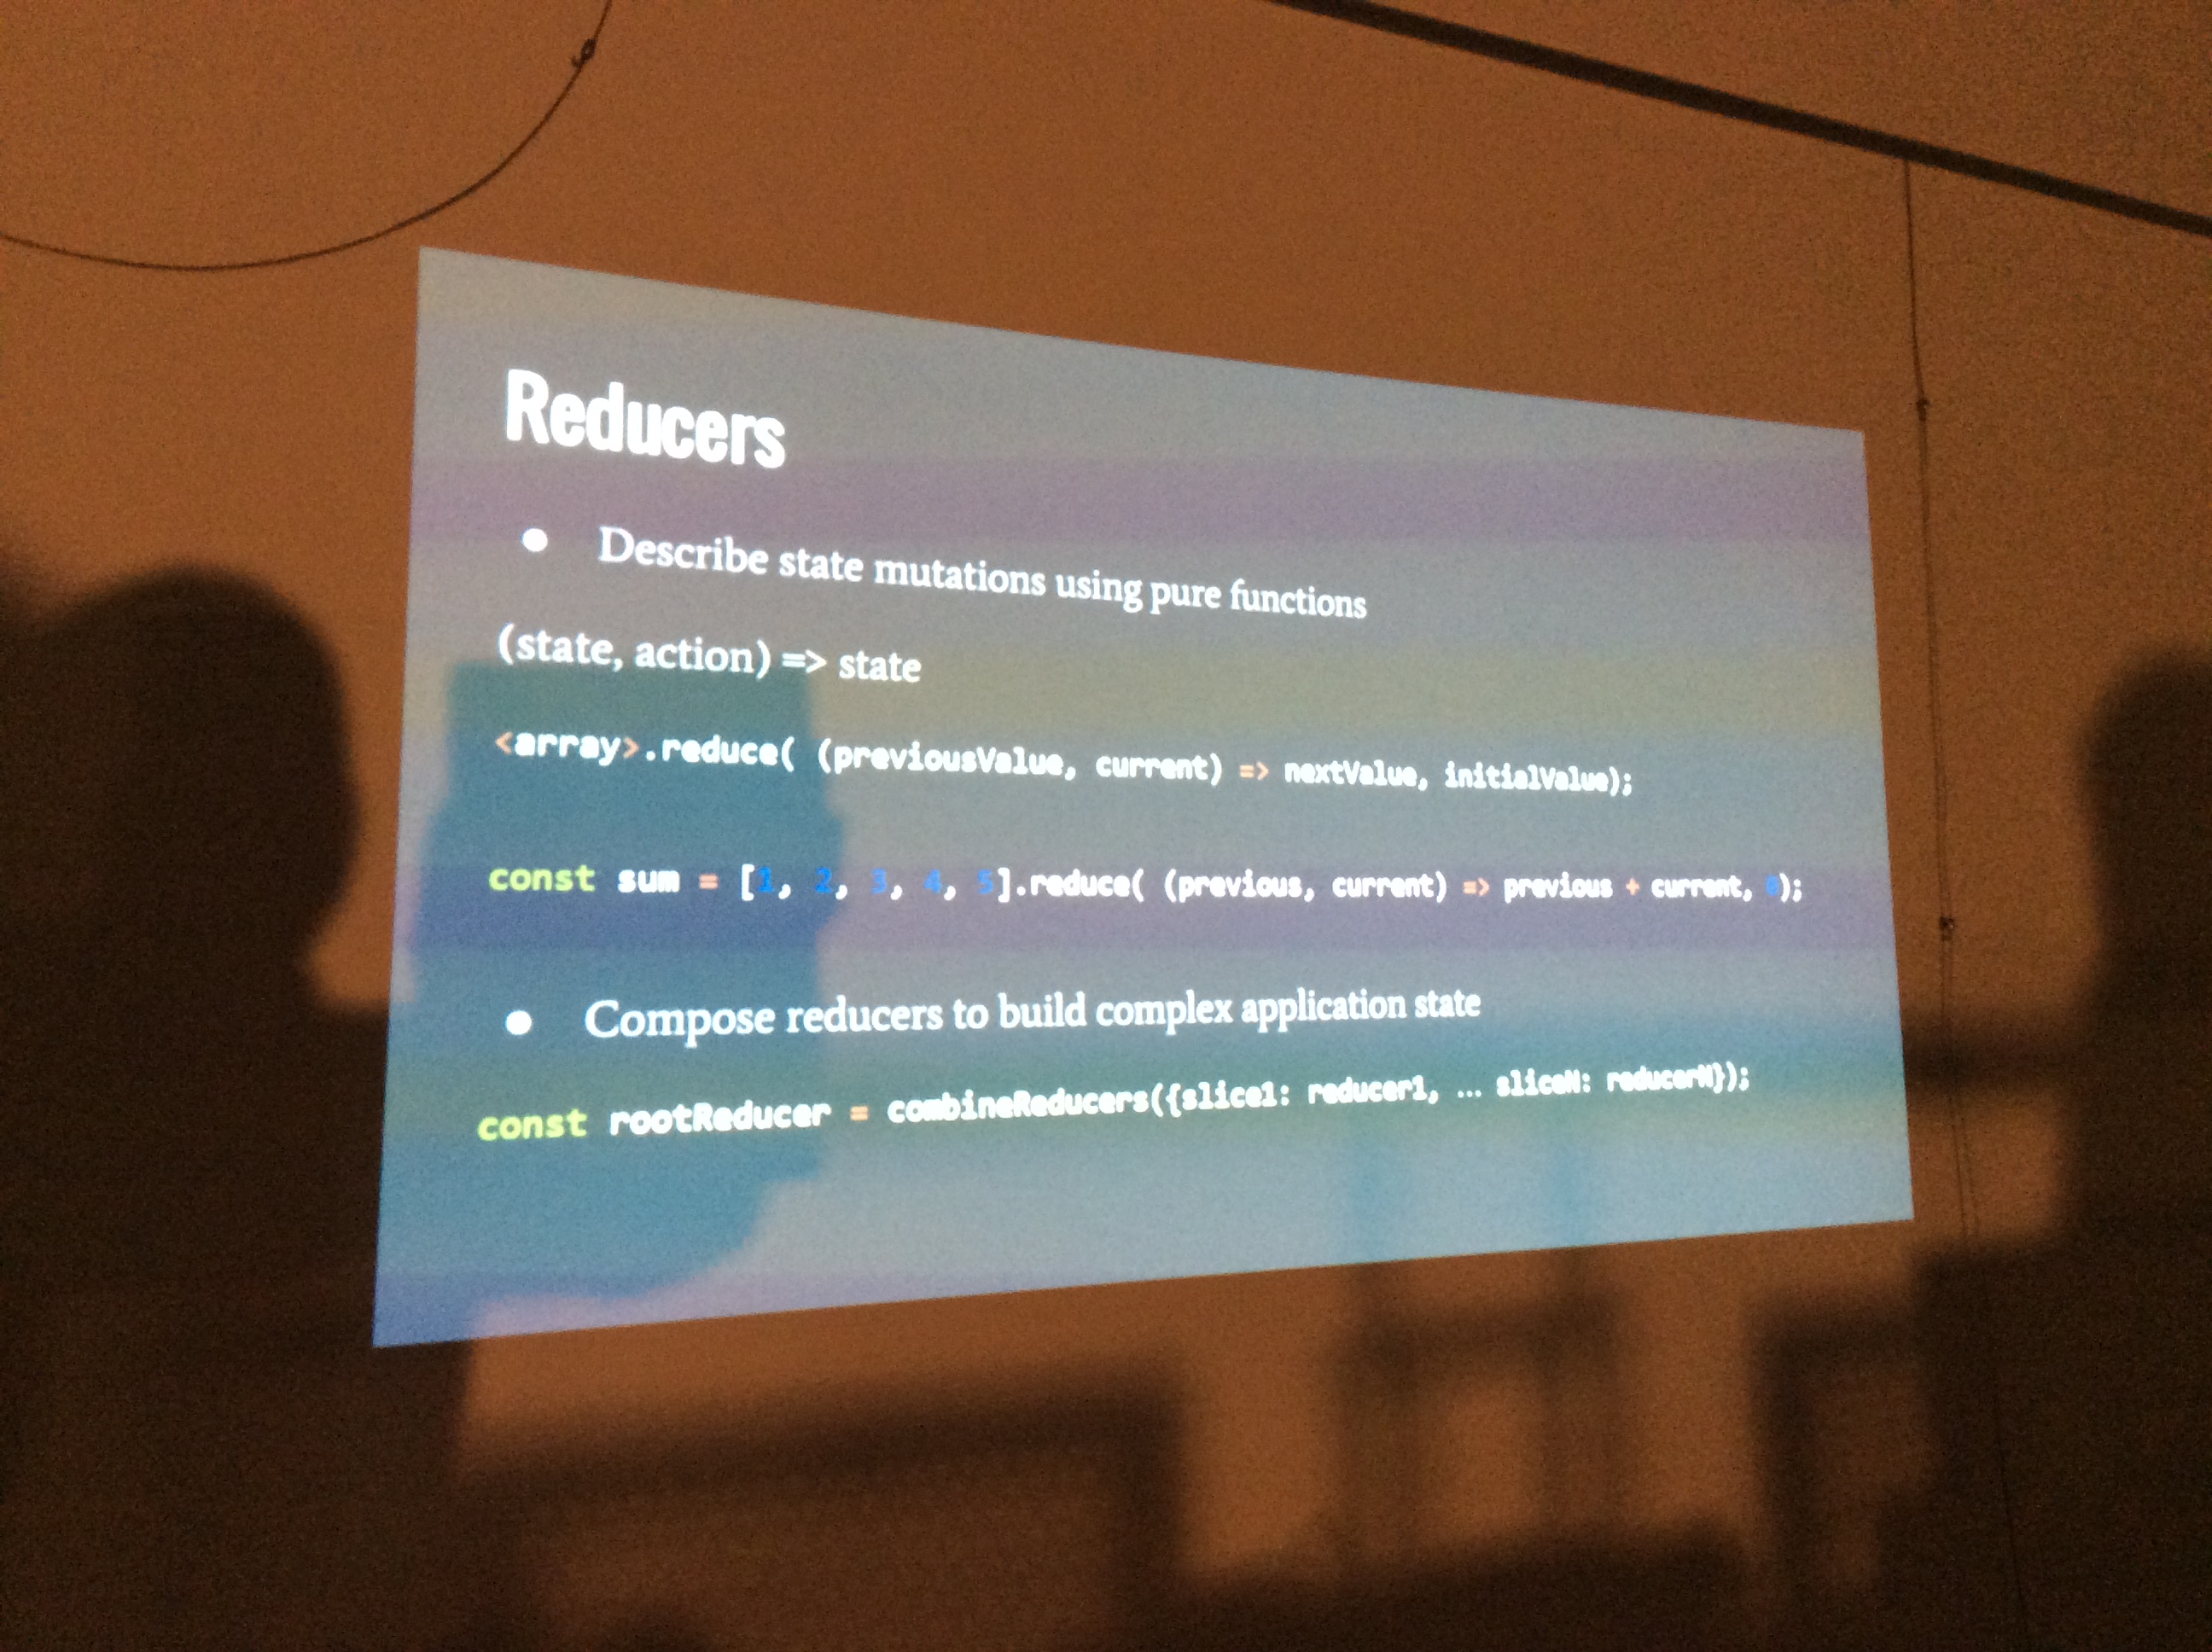 Reducers
● Describe state mutations using pure functions
(state, action) => state
<array>.reduce( (previousValue, current) => nextValue, initialValue);
const sum = [1, 2, 3, 4, 5].reduce( (previous, current) => previous + current, 0);
● Compose reducers to build complex application state
const rootReducer = combineReducers({slice1: reducer1, ... sliceN: reducerN});